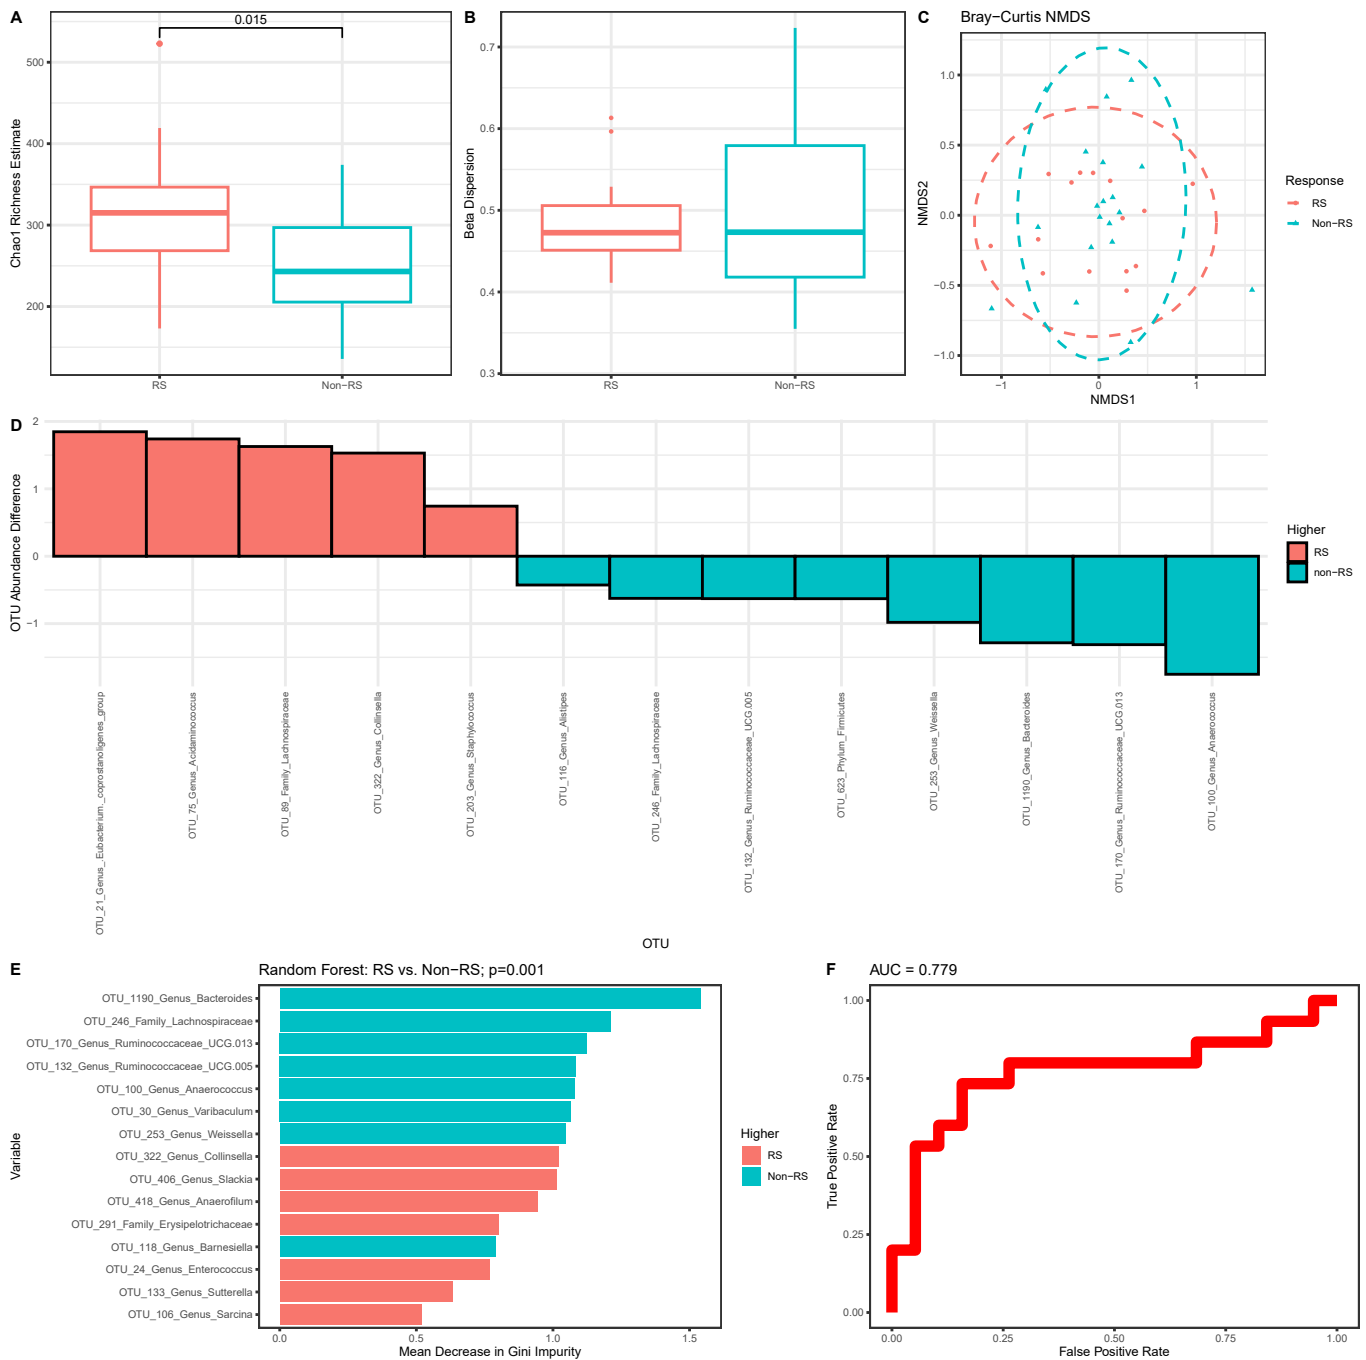 A
0.015
Chao1 Richness Estimate
500
400
300
200
RS
Non−RS
B
Beta Dispersion
0.7
0.6
0.5
0.4
0.3
RS
Non−RS
C
Bray−Curtis NMDS
NMDS2
1.0
0.5
0.0
−0.5
−1.0
−1
0
1
NMDS1
Response
RS
Non−RS
D
OTU Abundance Difference
2
1
0
−1
OTU_21_Genus_.Eubacterium._coprostanoligenes_group
OTU_75_Genus_Acidaminococcus
OTU_89_Family_Lachnospiraceae
OTU_322_Genus_Collinsella
OTU_203_Genus_Staphylococcus
OTU_116_Genus_Alistipes
OTU_246_Family_Lachnospiraceae
OTU_132_Genus_Ruminococcaceae_UCG.005
OTU_623_Phylum_Firmicutes
OTU_253_Genus_Weissella
OTU_1190_Genus_Bacteroides
OTU_170_Genus_Ruminococcaceae_UCG.013
OTU_100_Genus_Anaerococcus
OTU
Higher
RS
non−RS
E
Random Forest: RS vs. Non−RS; p=0.001
Variable
OTU_1190_Genus_Bacteroides
OTU_246_Family_Lachnospiraceae
OTU_170_Genus_Ruminococcaceae_UCG.013
OTU_132_Genus_Ruminococcaceae_UCG.005
OTU_100_Genus_Anaerococcus
OTU_30_Genus_Varibaculum
OTU_253_Genus_Weissella
OTU_322_Genus_Collinsella
OTU_406_Genus_Slackia
OTU_418_Genus_Anaerofilum
OTU_291_Family_Erysipelotrichaceae
OTU_118_Genus_Barnesiella
OTU_24_Genus_Enterococcus
OTU_133_Genus_Sutterella
OTU_106_Genus_Sarcina
0.0
0.5
1.0
1.5
Mean Decrease in Gini Impurity
Higher
RS
Non−RS
F
AUC = 0.779
True Positive Rate
1.00
0.75
0.50
0.25
0.00
0.00
0.25
0.50
0.75
1.00
False Positive Rate